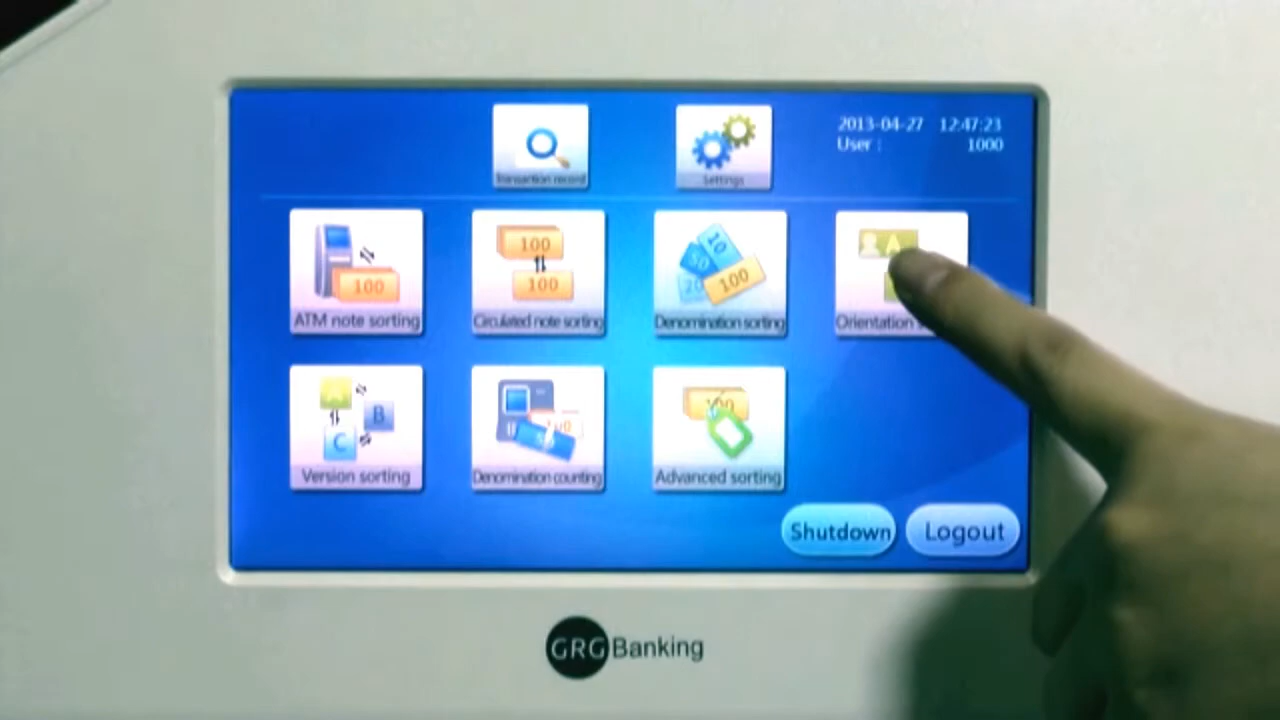 Transaction record
Settings
2013-04-27 12:47:23
User : 1000
100
ATM note sorting
100
100
Circulated note sorting
10
50
20
100
Denomination sorting
A
Orientation
A
B
C
Version sorting
Denomination counting
100
Advanced sorting
Shutdown
Logout
GRG Banking